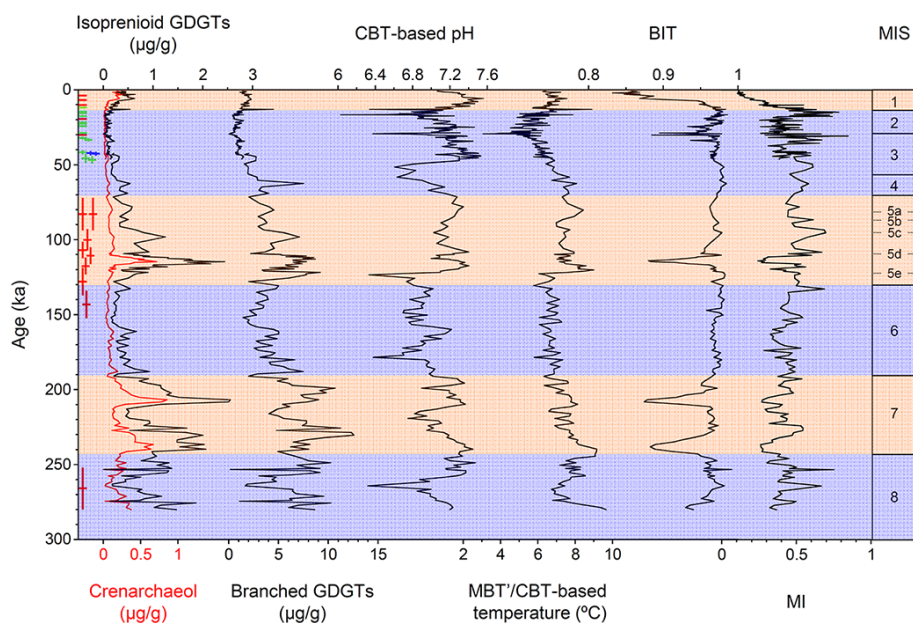 Isoprenioid GDGTs
(µg/g)
CBT-based pH
BIT
MIS
0 1 2 3 6 6.4 6.8 7.2 7.6 0.8 0.9 1
0
50
100
150
200
250
300
Age (ka)
1
2
3
4
5a
5b
5c
5d
5e
6
7
8
0 0.5 1 0 5 10 15 2 4 6 8 10 0 0.5 1
Crenarchaeol
(µg/g)
Branched GDGTs
(µg/g)
MBT'/CBT-based
temperature (ºC)
MI